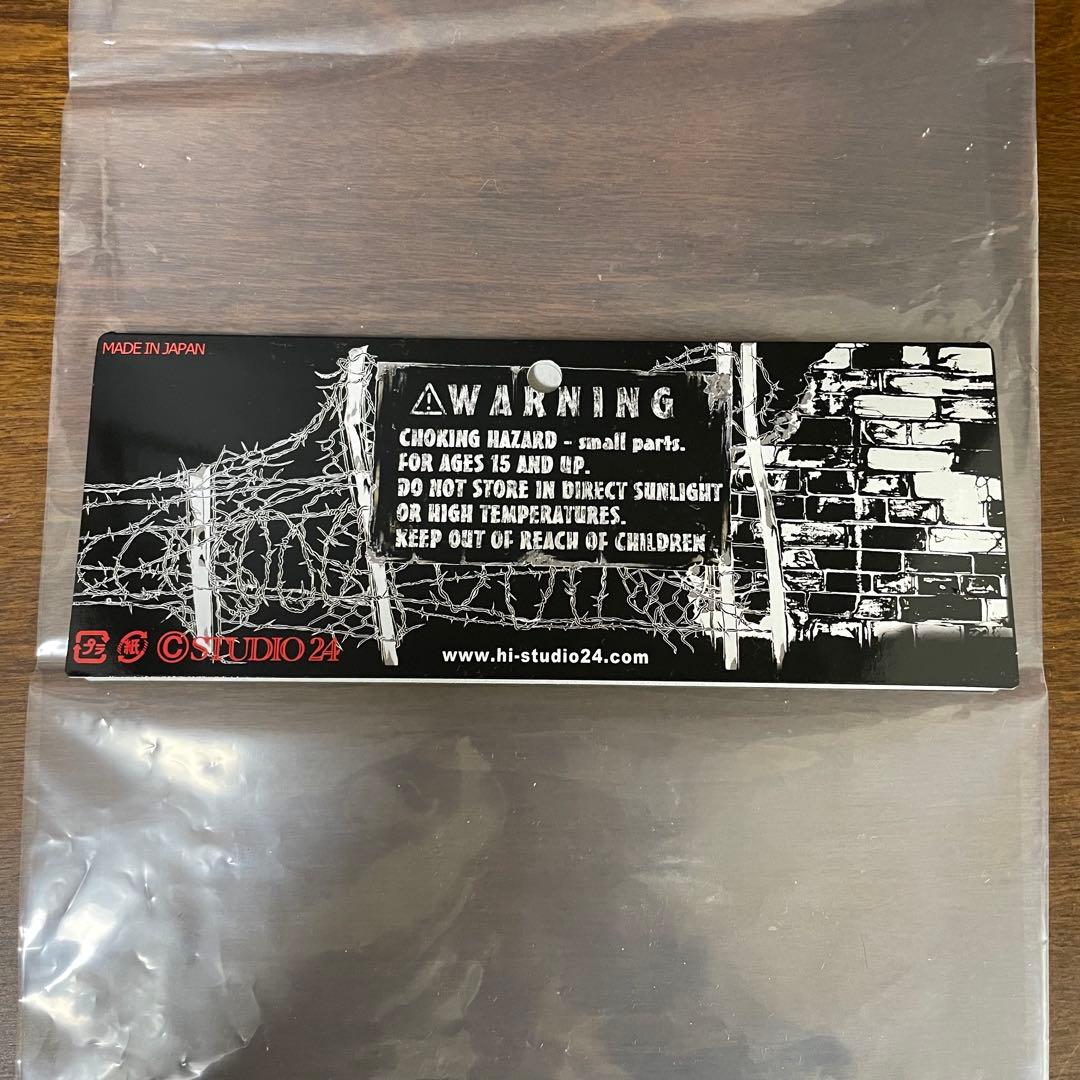 MADE IN JAPAN
⚠WARNING
CHOKING HAZARD - small parts.
FOR AGES 15 AND UP.
DO NOT STORE IN DIRECT SUNLIGHT
OR HIGH TEMPERATURES.
KEEP OUT OF REACH OF CHILDREN
プラ 紙 ©STUDIO 24
www.hi-studio24.com